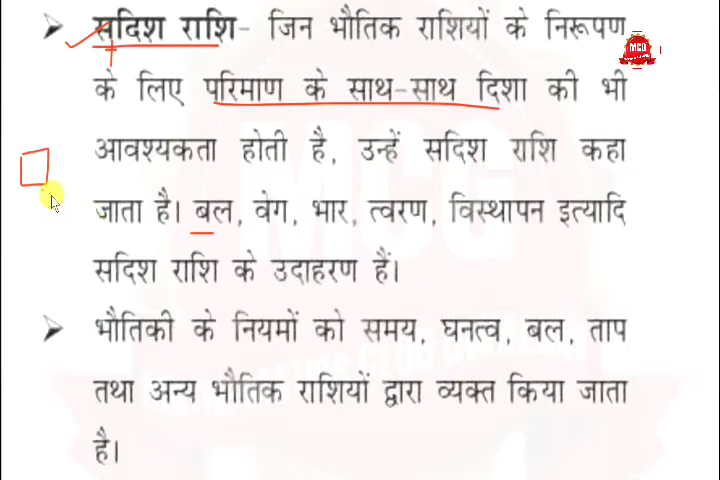 ➤ सदिश राशि- जिन भौतिक राशियों के निरूपण
के लिए परिमाण के साथ-साथ दिशा की भी
आवश्यकता होती है, उन्हें सदिश राशि कहा
जाता है। बल, वेग, भार, त्वरण, विस्थापन इत्यादि
सदिश राशि के उदाहरण हैं।
➤ भौतिकी के नियमों को समय, घनत्व, बल, ताप
तथा अन्य भौतिक राशियों द्वारा व्यक्त किया जाता
है।
MCG